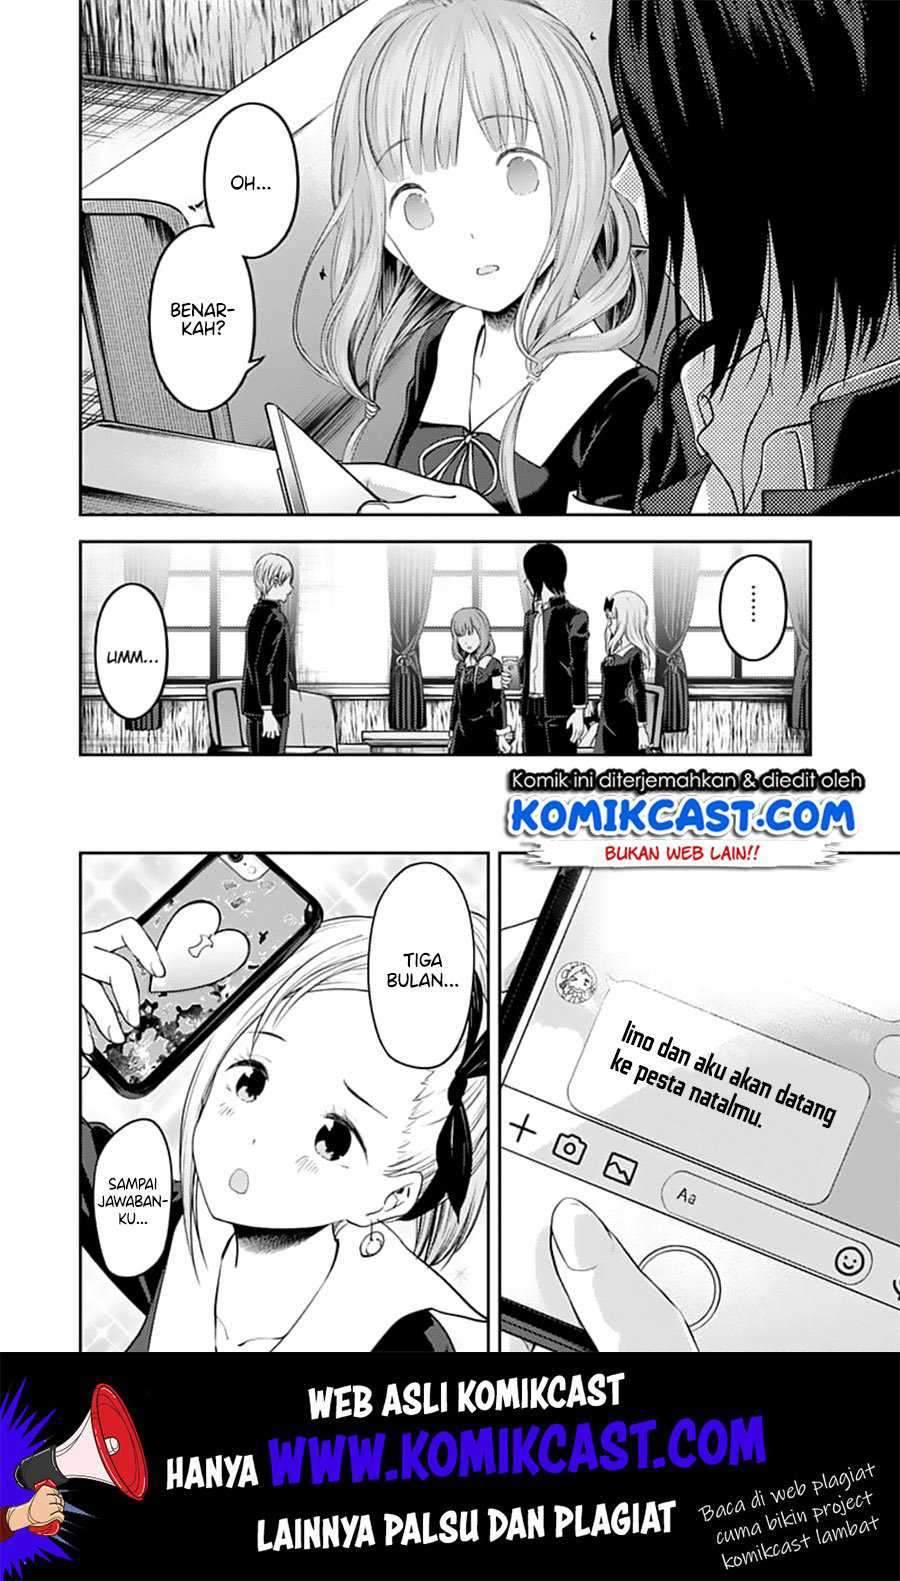 OH...
BENAR-
KAH?
.......
UMM...
Komik ini diterjemahkan & diedit oleh
KOMIKCAST.COM
BUKAN WEB LAIN!!
Iino dan aku akan datang
ke pesta natalmu.
Aa
TIGA
BULAN...
SAMPAI
JAWABAN-
KU...
WEB ASLI KOMIKCAST
HANYA WWW.KOMIKCAST.COM
LAINNYA PALSU DAN PLAGIAT
Baca di web plagiat
cuma bikin project
komikcast lambat